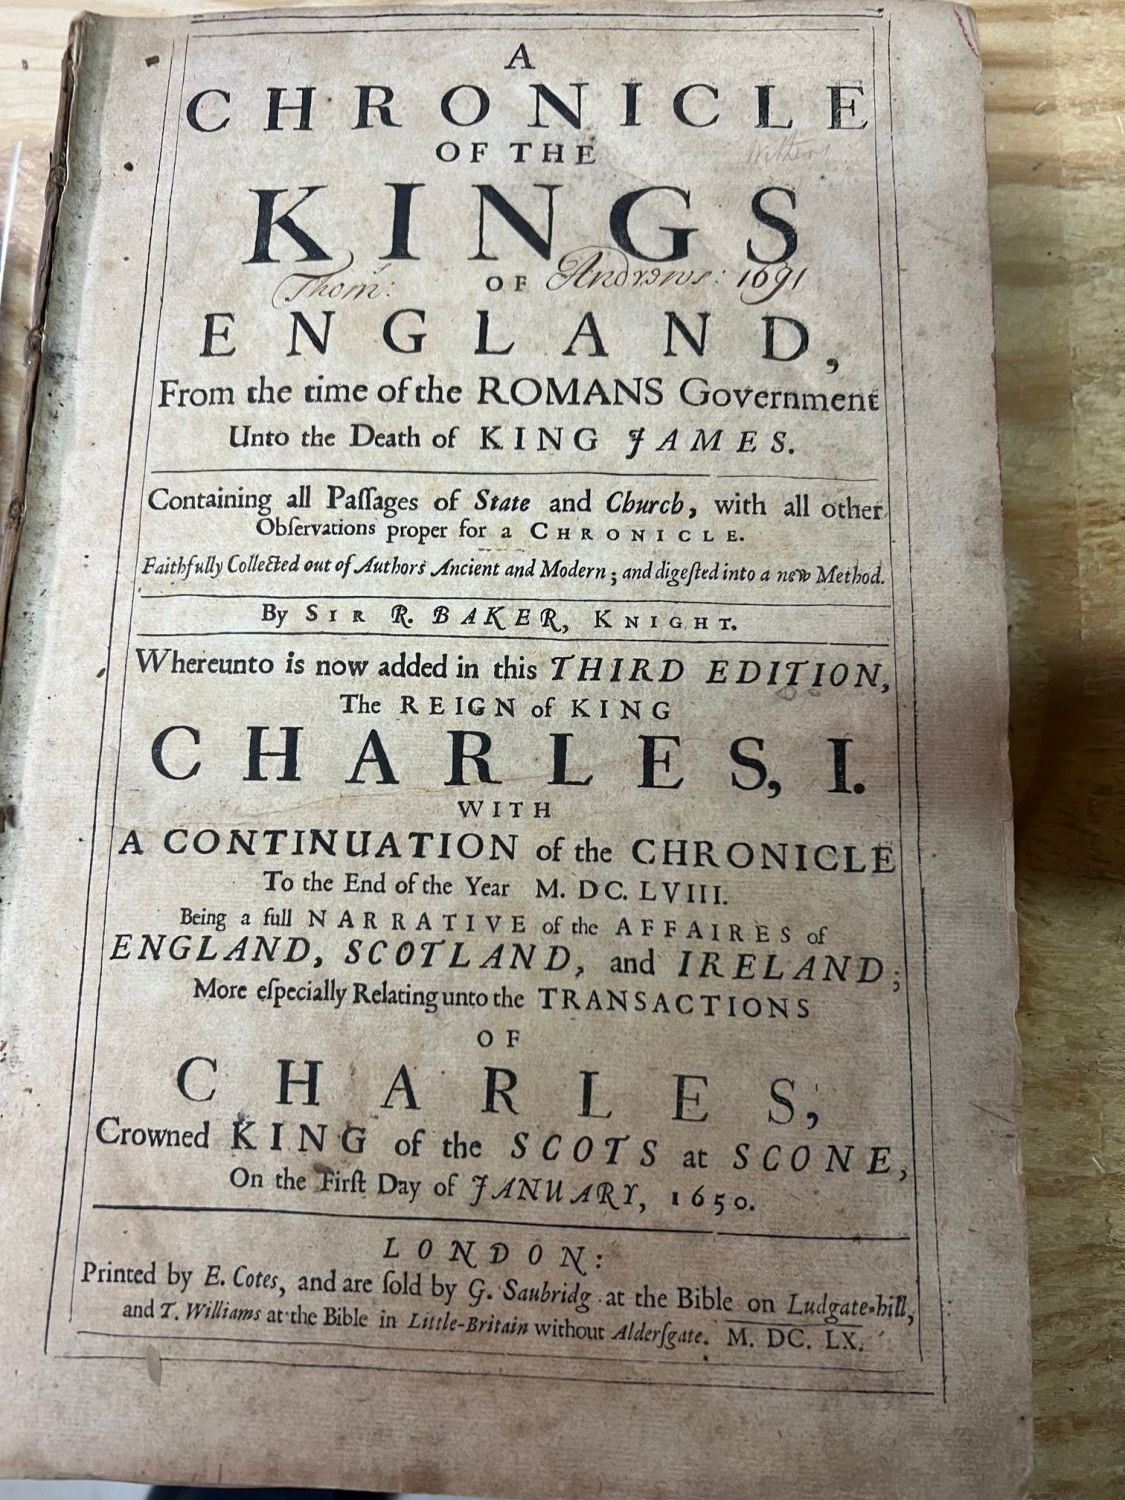 A
CHRONICLE
OF THE
KINGS
Thom: OF Andrews: 1691
ENGLAND,
From the time of the ROMANS Government
Unto the Death of KING JAMES.
Containing all Paſſages of State and Church, with all other
Obſervations proper for a CHRONICLE.
Faithfully Collected out of Authors Ancient and Modern; and digeſted into a new Method.
By SIR R. BAKER, KNIGHT.
Whereunto is now added in this THIRD EDITION,
The REIGN of KING
CHARLES, I.
WITH
A CONTINUATION of the CHRONICLE
To the End of the Year M. DC. LVIII.
Being a full NARRATIVE of the AFFAIRES of
ENGLAND, SCOTLAND, and IRELAND;
More eſpecially Relating unto the TRANSACTIONS
OF
CHARLES,
Crowned KING of the SCOTS at SCONE,
On the Firſt Day of JANUARY, 1650.
LONDON:
Printed by E. Cotes, and are ſold by G. Saubridg at the Bible on Ludgate-hill,
and T. Williams at the Bible in Little-Britain without Alderſgate. M. DC. LX.